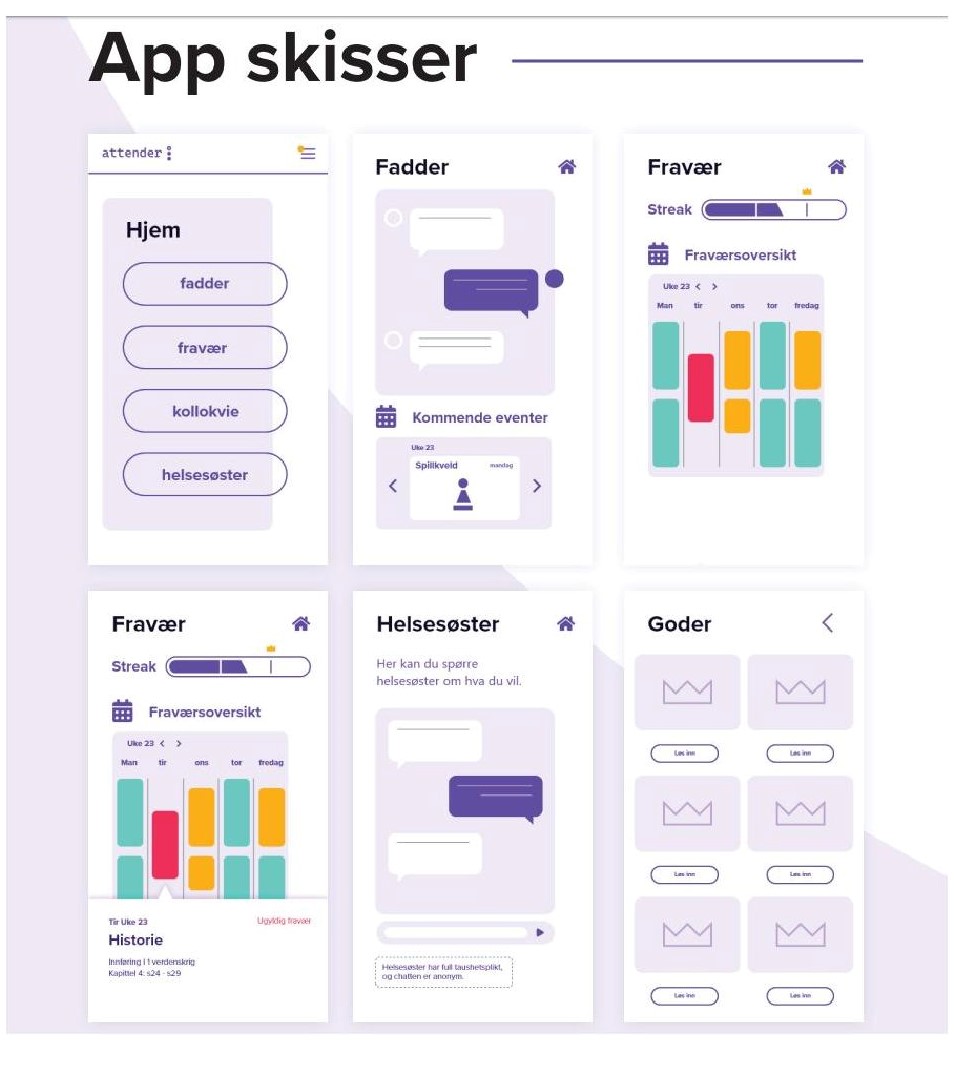 App skisser
attender
Hjem
fadder
fravær
kollokvie
helsesøster
Fadder
Kommende eventer
Uke 23
Spillkveld
mandag
Fravær
Streak
Fraværsoversikt
Uke 23 < >
Man tir ons tor fredag
Fravær
Streak
Fraværsoversikt
Uke 23 < >
Man tir ons tor fredag
Tir Uke 23
Ugyldig fravær
Historie
Innføring i 1 verdenskrig
Kapittel 4: s24 - s29
Helsesøster
Her kan du spørre
helsesøster om hva du vil.
Helsesøster har full taushetsplikt,
og chatten er anonym.
Goder
Løs inn
Løs inn
Løs inn
Løs inn
Løs inn
Løs inn